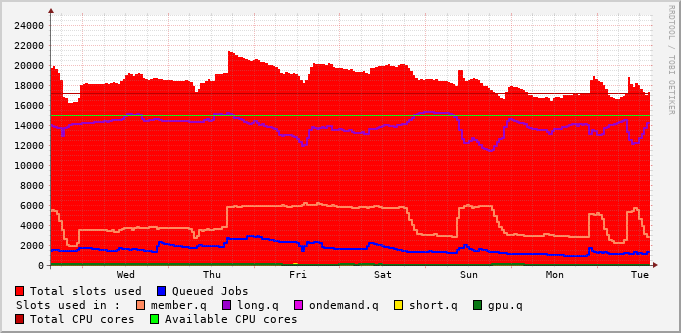 24000
22000
20000
18000
16000
14000
12000
10000
8000
6000
4000
2000
0
Wed Thu Fri Sat Sun Mon Tue
RRDTOOL / TOBI OETIKER
Total slots used Queued Jobs
Slots used in : member.q long.q ondemand.q short.q gpu.q
Total CPU cores Available CPU cores